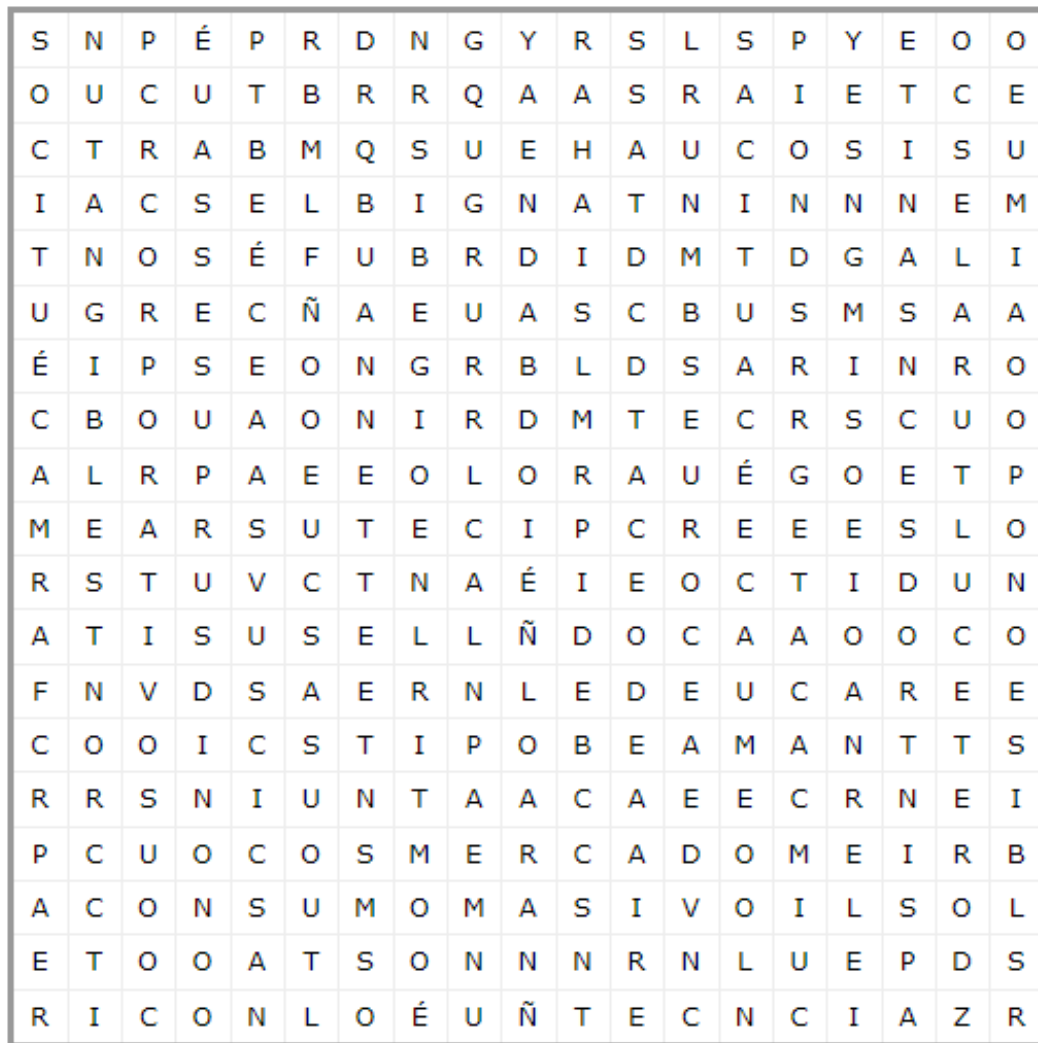 S N P É P R D N G Y R S L S P Y E O O
O U C U T B R R Q A A S R A I E T C E
C T R A B M Q S U E H A U C O S I S U
I A C S E L B I G N A T N I N N N E M
T N O S É F U B R D I D M T D G A L I
U G R E C Ñ A E U A S C B U S M S A A
É I P S E O N G R B L D S A R I N R O
C B O U A O N I R D M T E C R S C U O
A L R P A E E O L O R A U É G O E T P
M E A R S U T E C I P C R E E E S L O
R S T U V C T N A É I E O C T I D U N
A T I S U S E L L Ñ D O C A A O O C O
F N V D S A E R N L E D E U C A R E E
C O O I C S T I P O B E A M A N T T S
R R S N I U N T A A C A E E C R N E I
P C U O C O S M E R C A D O M E I R B
A C O N S U M O M A S I V O I L S O L
E T O O A T S O N N N R N L U E P D S
R I C O N L O É U Ñ T E C N C I A Z R